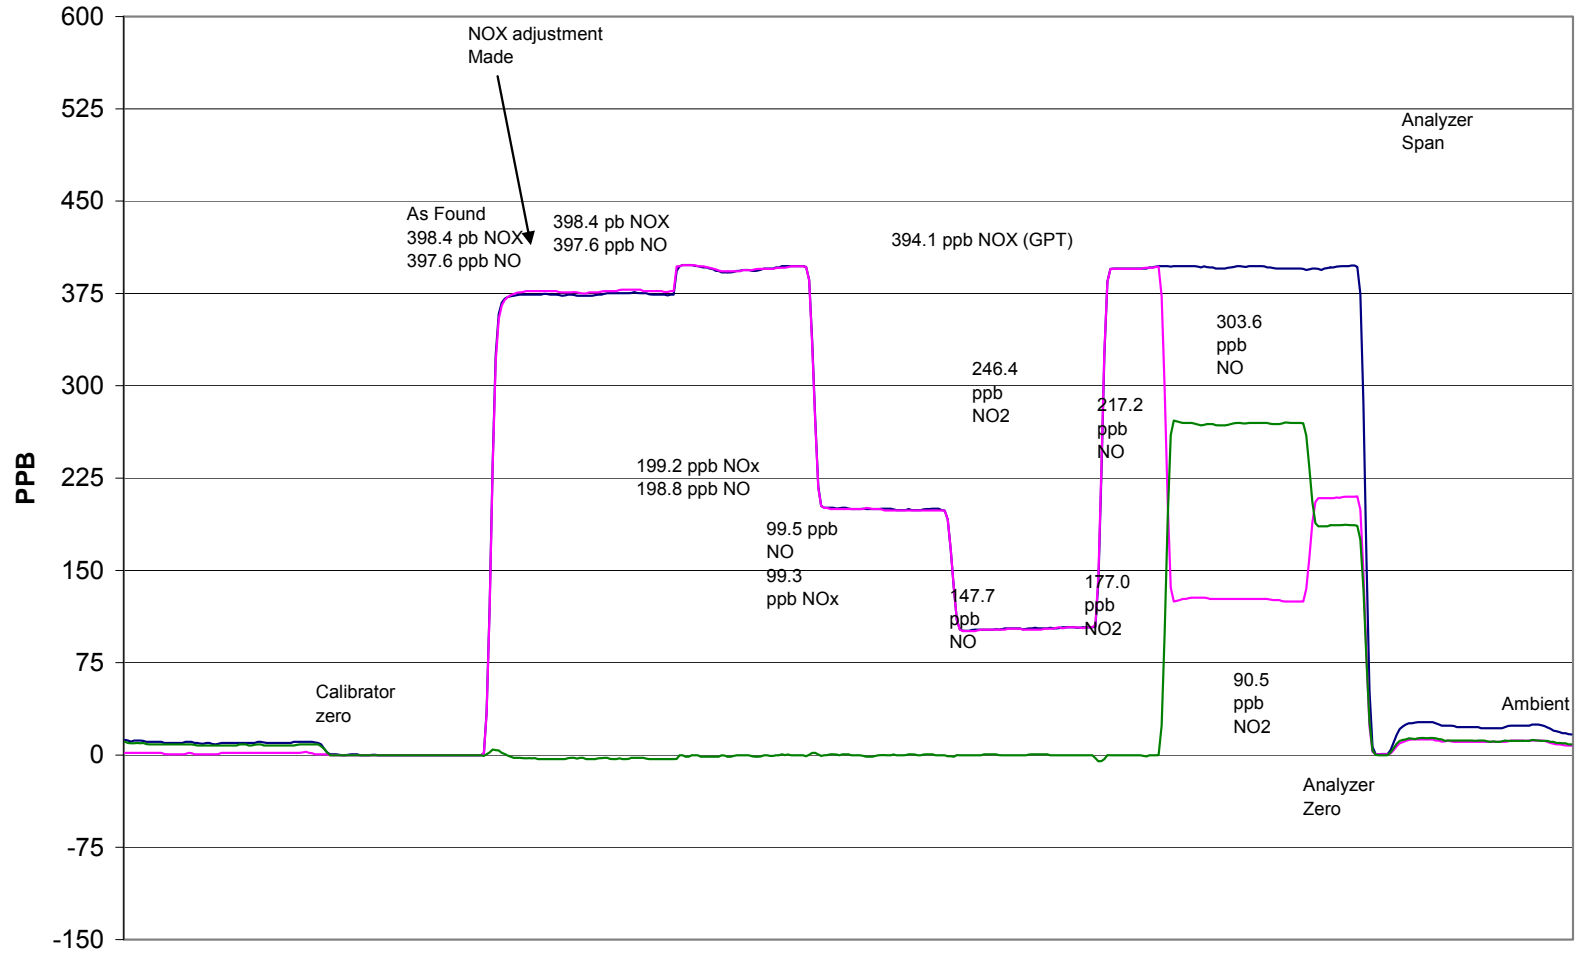 600
NOX adjustment
Made
525
Analyzer
Span
450
As Found
398.4 pb NOX
397.6 ppb NO
398.4 pb NOX
397.6 ppb NO
394.1 ppb NOX (GPT)
375
303.6
ppb
NO
300
246.4
ppb
NO2
217.2
ppb
NO
PPB
225
199.2 ppb NOx
198.8 ppb NO
99.5 ppb
NO
99.3
ppb NOx
150
147.7
ppb
NO
177.0
ppb
NO2
75
Calibrator
zero
90.5
ppb
NO2
Ambient
0
Analyzer
Zero
-75
-150